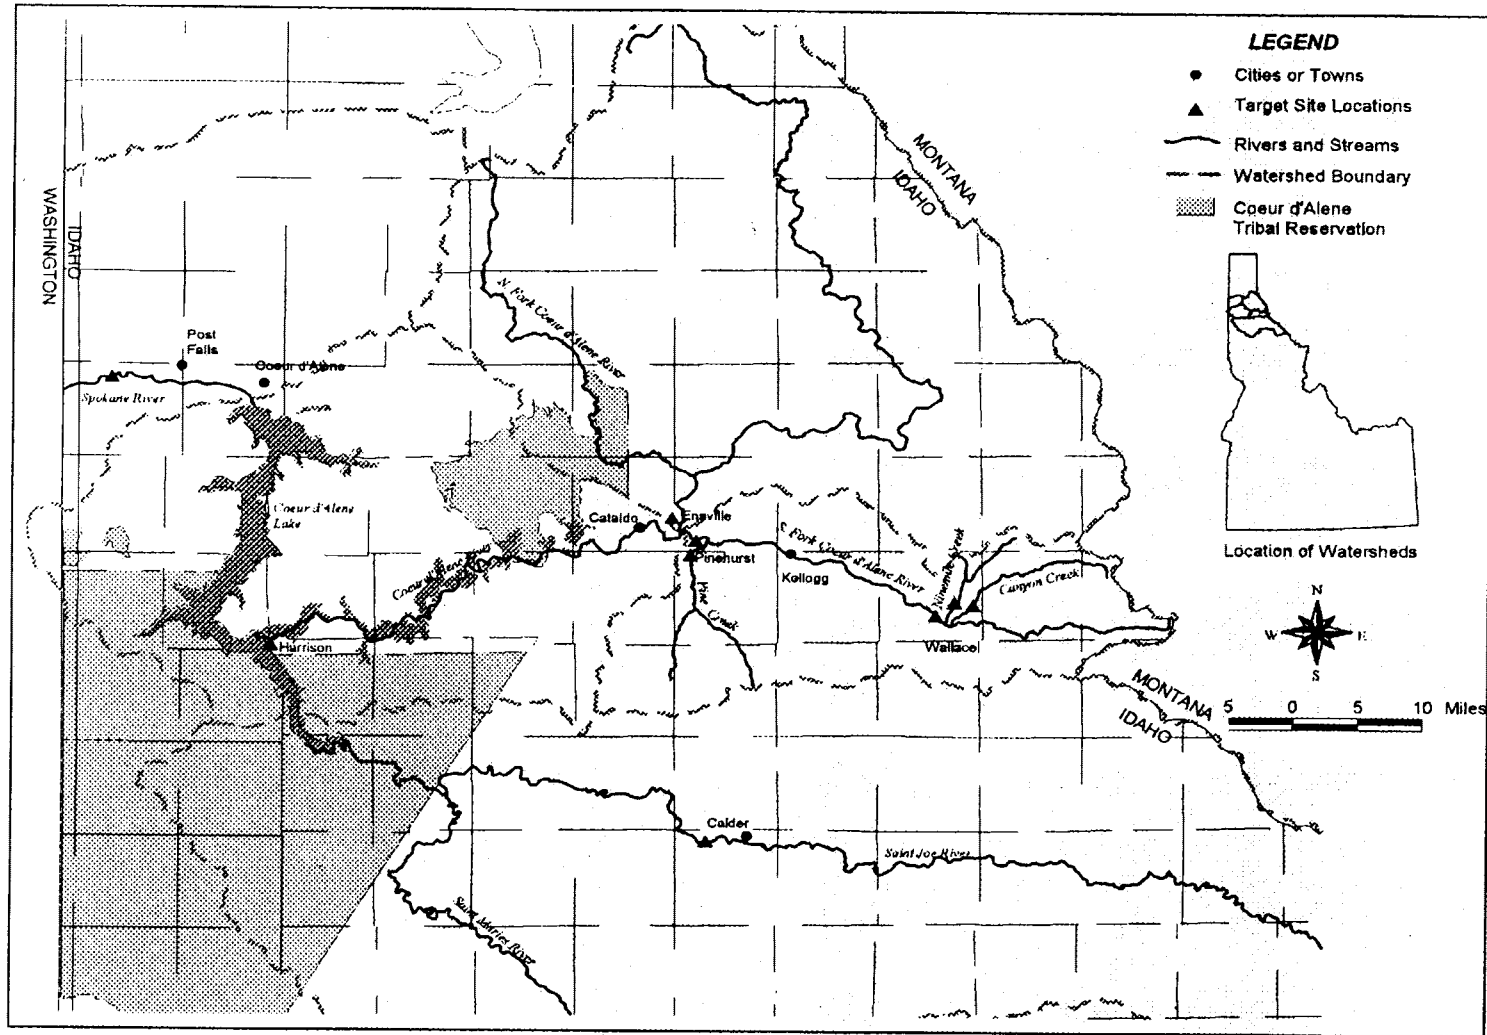 LEGEND
Cities or Towns
Target Site Locations
Rivers and Streams
Watershed Boundary
Coeur d'Alene
Tribal Reservation
MONTANA
IDAHO
WASHINGTON
IDAHO
N. Fork Coeur d'Alene River
Post
Falls
Coeur d'Alene
Spokane River
Coeur d'Alene
Lake
Cataldo
Enaville
Pinehurst
Coeur d'Alene River
Kellogg
S. Fork Coeur d'Alene River
Ninemile Creek
Canyon Creek
Pine Creek
Wallace
Harrison
Location of Watersheds
N
W
E
S
MONTANA
IDAHO
5 0 5 10 Miles
Calder
Saint Joe River
Saint Maries River